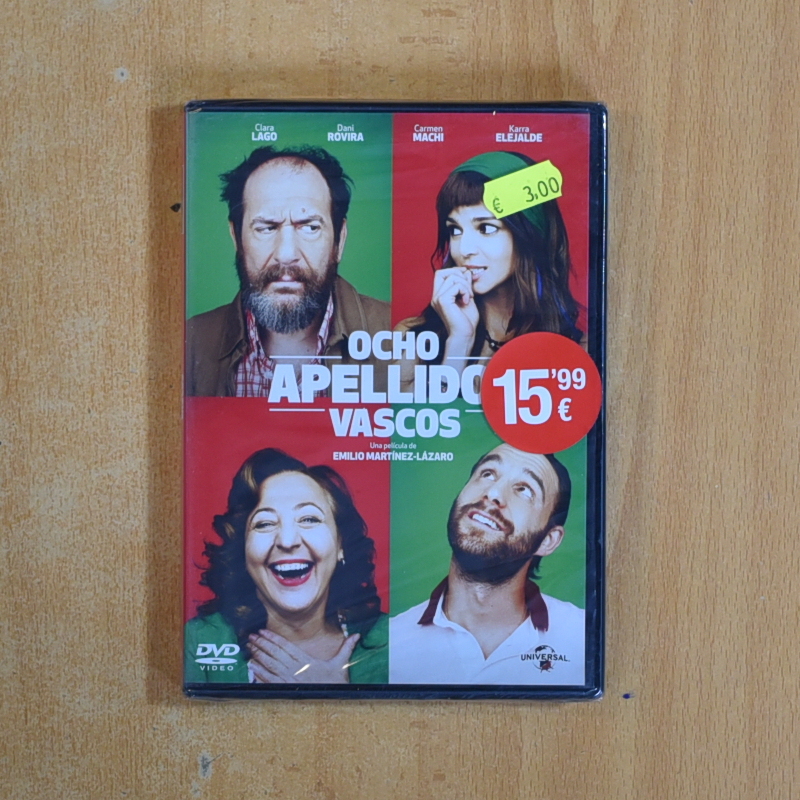 Clara
LAGO
Dani
ROVIRA
Carmen
MACHI
Karra
ELEJALDE
€ 3,00
OCHO
APELLIDO
VASCOS
15'99
€
Una película de
EMILIO MARTÍNEZ-LÁZARO
DVD
VIDEO
UNIVERSAL